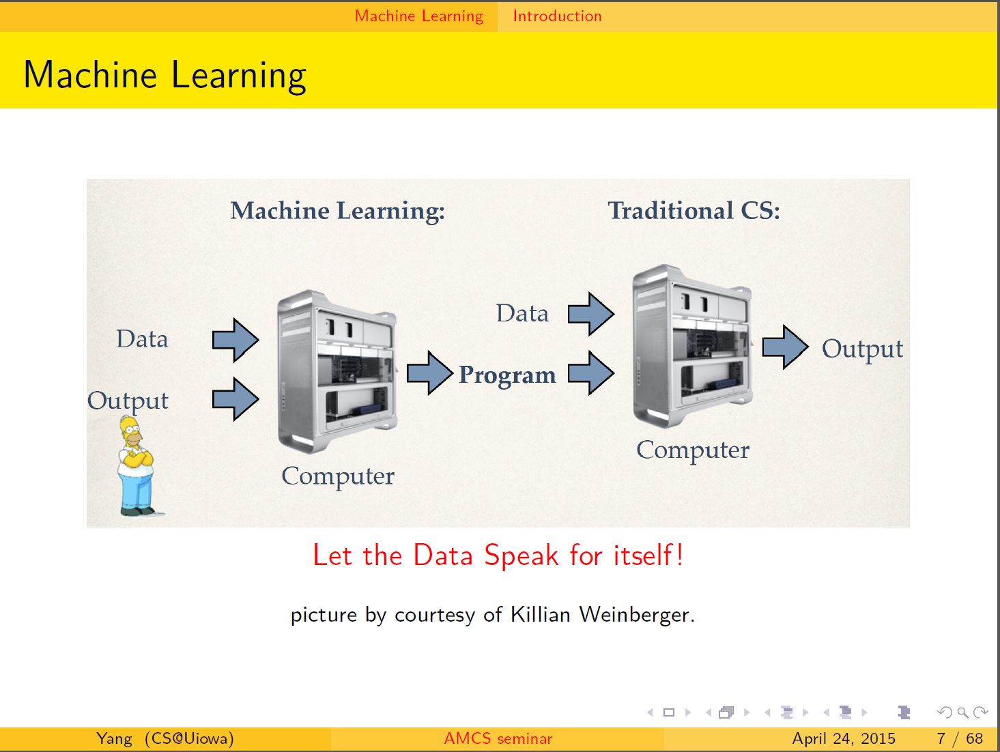 Machine Learning Introduction
Machine Learning
Machine Learning:
Traditional CS:
Data
Output
Computer
Program
Data
Computer
Output
Let the Data Speak for itself!
picture by courtesy of Killian Weinberger.
Yang (CS@Uiowa) AMCS seminar April 24, 2015 7 / 68